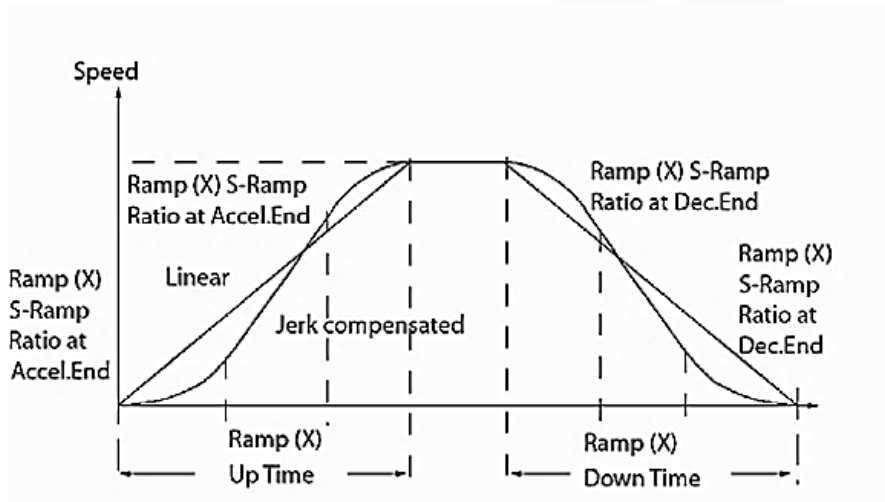 Speed
Ramp (X) S-Ramp
Ratio at Accel.End
Ramp (X) S-Ramp
Ratio at Dec.End
Ramp (X)
S-Ramp
Ratio at
Accel.End
Linear
Jerk compensated
Ramp (X)
S-Ramp
Ratio at
Dec.End
Ramp (X)
Up Time
Ramp (X)
Down Time